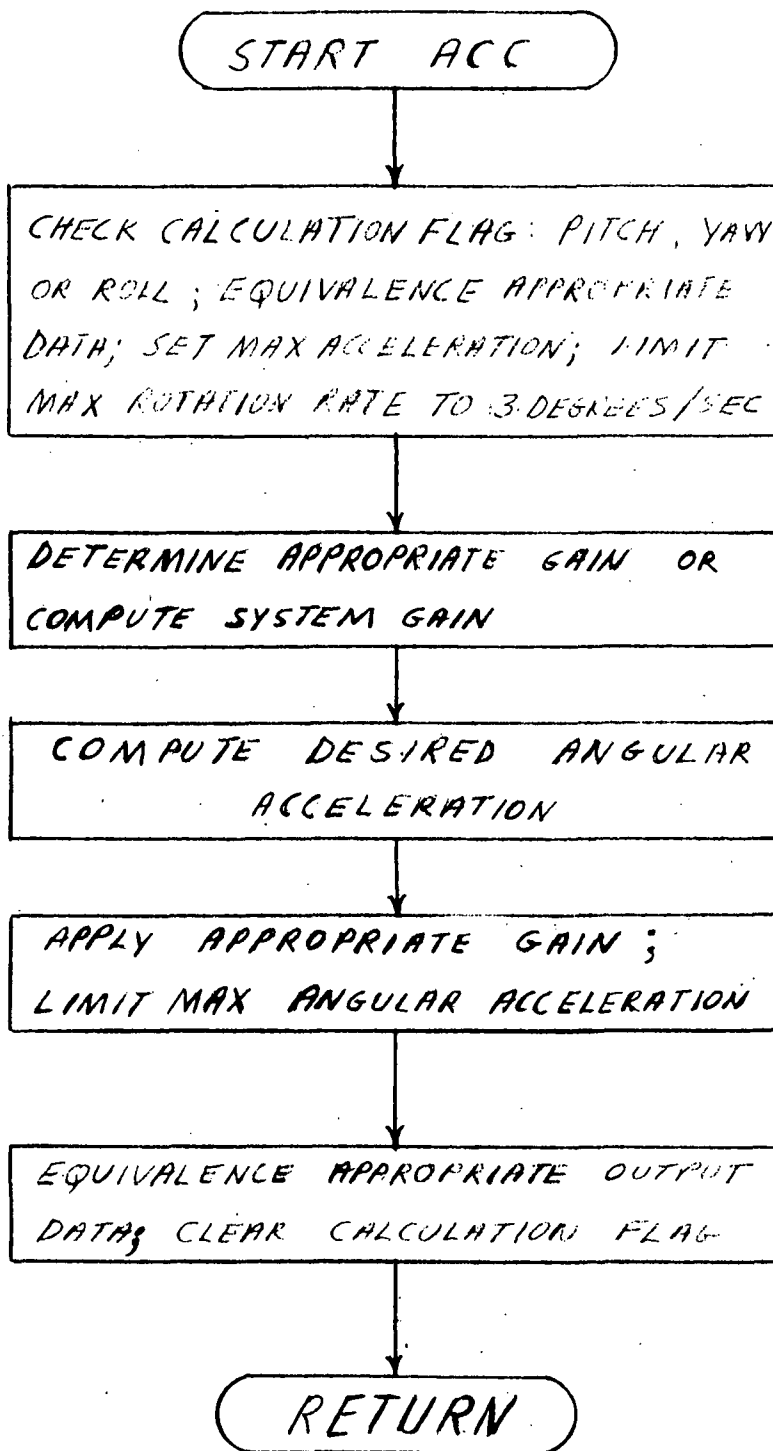 START ACC
CHECK CALCULATION FLAG: PITCH, YAW
OR ROLL; EQUIVALENCE APPROPRIATE
DATA; SET MAX ACCELERATION; LIMIT
MAX ROTATION RATE TO 3 DEGREES/SEC
DETERMINE APPROPRIATE GAIN OR
COMPUTE SYSTEM GAIN
COMPUTE DESIRED ANGULAR
ACCELERATION
APPLY APPROPRIATE GAIN;
LIMIT MAX ANGULAR ACCELERATION
EQUIVALENCE APPROPRIATE OUTPUT
DATA; CLEAR CALCULATION FLAG
RETURN